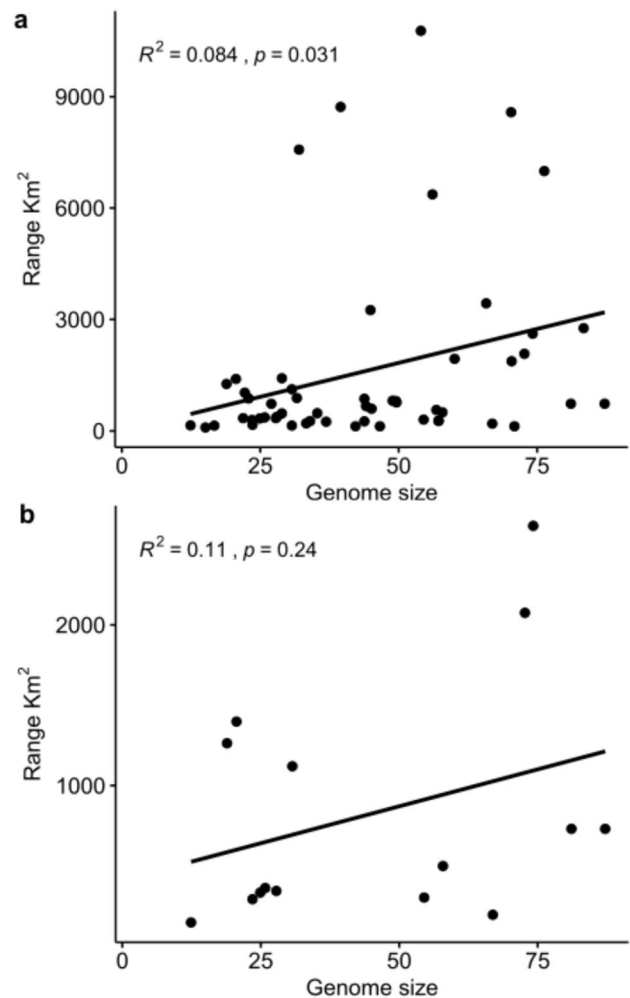 a
R² = 0.084 , p = 0.031
9000
6000
3000
0
Range Km²
0 25 50 75
Genome size
b
R² = 0.11 , p = 0.24
2000
1000
Range Km²
0 25 50 75
Genome size